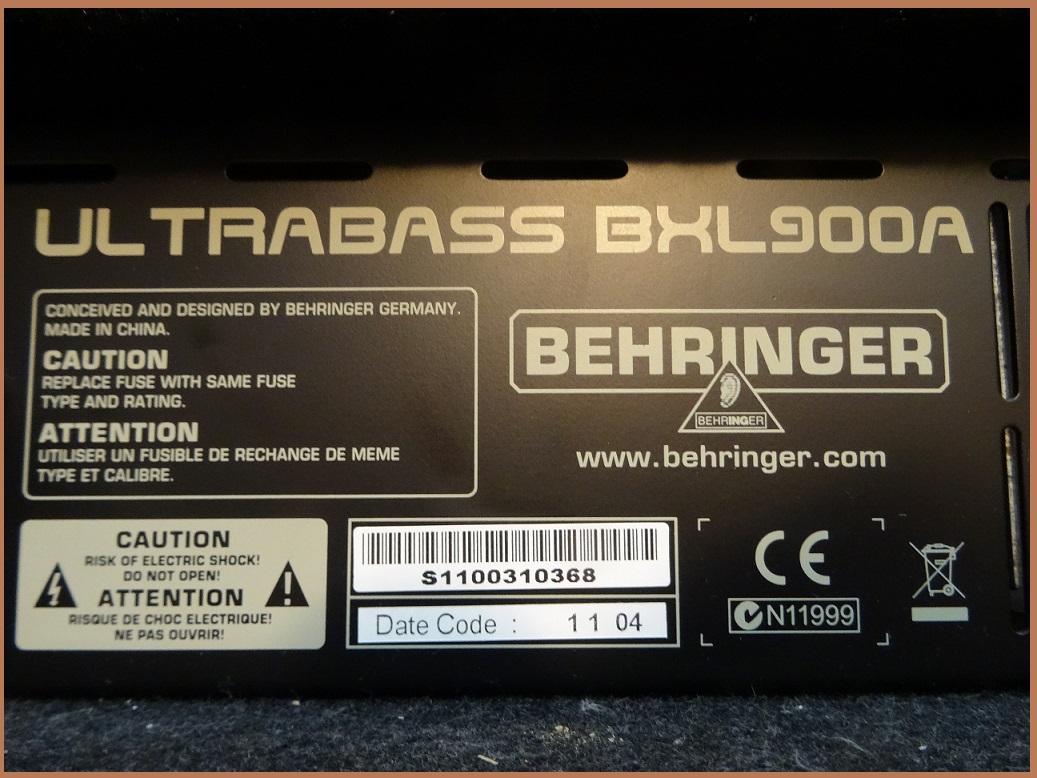 ULTRABASS BXL900A
CONCEIVED AND DESIGNED BY BEHRINGER GERMANY.
MADE IN CHINA.
CAUTION
REPLACE FUSE WITH SAME FUSE
TYPE AND RATING.
ATTENTION
UTILISER UN FUSIBLE DE RECHANGE DE MEME
TYPE ET CALIBRE.
BEHRINGER
BEHRINGER
www.behringer.com
CAUTION
RISK OF ELECTRIC SHOCK!
DO NOT OPEN!
ATTENTION
RISQUE DE CHOC ELECTRIQUE!
NE PAS OUVRIR!
S1100310368
Date Code : 11 04
CE
N11999